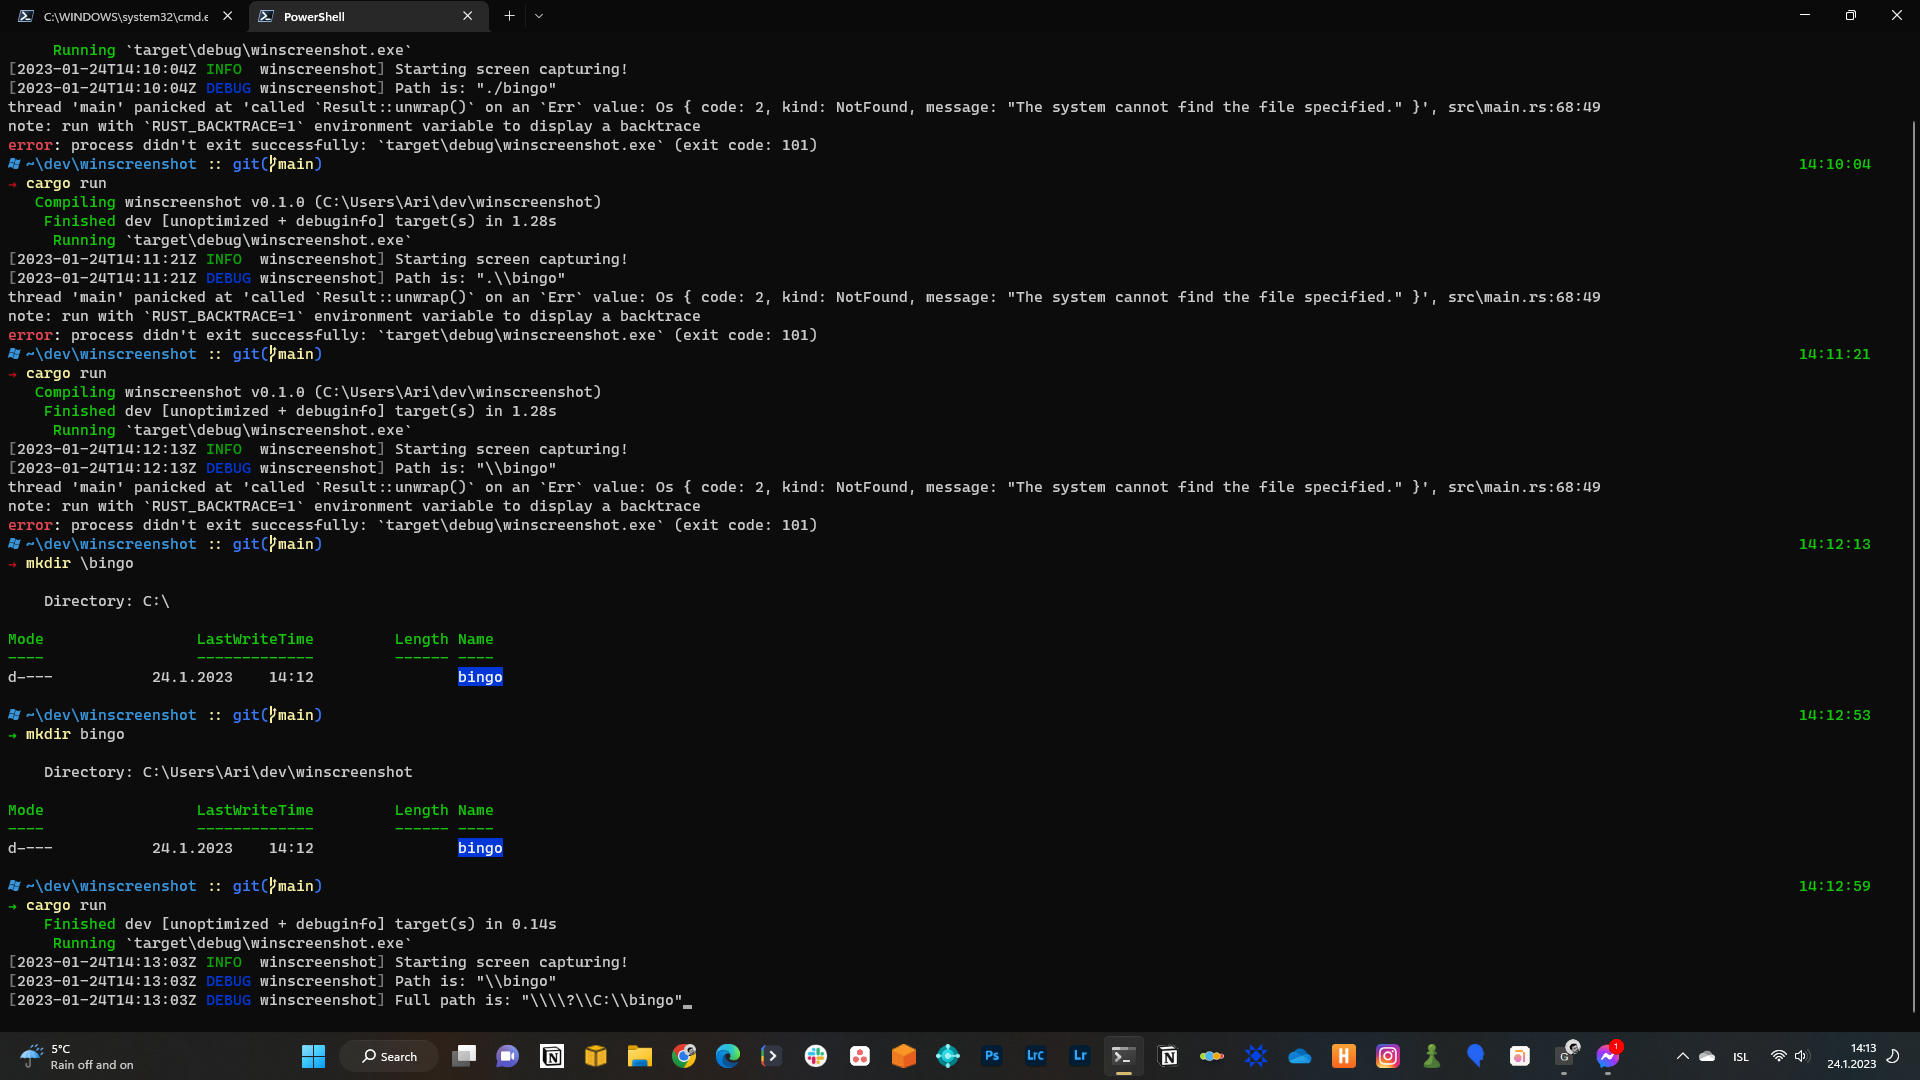 C:\WINDOWS\system32\cmd.e
PowerShell
Running `target\debug\winscreenshot.exe`
[2023-01-24T14:10:04Z INFO  winscreenshot] Starting screen capturing!
[2023-01-24T14:10:04Z DEBUG winscreenshot] Path is: "./bingo"
thread 'main' panicked at 'called `Result::unwrap()` on an `Err` value: Os { code: 2, kind: NotFound, message: "The system cannot find the file specified." }', src\main.rs:68:49
note: run with `RUST_BACKTRACE=1` environment variable to display a backtrace
error: process didn't exit successfully: `target\debug\winscreenshot.exe` (exit code: 101)
~\dev\winscreenshot :: git(main) 14:10:04
→ cargo run
Compiling winscreenshot v0.1.0 (C:\Users\Ari\dev\winscreenshot)
Finished dev [unoptimized + debuginfo] target(s) in 1.28s
Running `target\debug\winscreenshot.exe`
[2023-01-24T14:11:21Z INFO  winscreenshot] Starting screen capturing!
[2023-01-24T14:11:21Z DEBUG winscreenshot] Path is: ".\\bingo"
thread 'main' panicked at 'called `Result::unwrap()` on an `Err` value: Os { code: 2, kind: NotFound, message: "The system cannot find the file specified." }', src\main.rs:68:49
note: run with `RUST_BACKTRACE=1` environment variable to display a backtrace
error: process didn't exit successfully: `target\debug\winscreenshot.exe` (exit code: 101)
~\dev\winscreenshot :: git(main) 14:11:21
→ cargo run
Compiling winscreenshot v0.1.0 (C:\Users\Ari\dev\winscreenshot)
Finished dev [unoptimized + debuginfo] target(s) in 1.28s
Running `target\debug\winscreenshot.exe`
[2023-01-24T14:12:13Z INFO  winscreenshot] Starting screen capturing!
[2023-01-24T14:12:13Z DEBUG winscreenshot] Path is: "\\bingo"
thread 'main' panicked at 'called `Result::unwrap()` on an `Err` value: Os { code: 2, kind: NotFound, message: "The system cannot find the file specified." }', src\main.rs:68:49
note: run with `RUST_BACKTRACE=1` environment variable to display a backtrace
error: process didn't exit successfully: `target\debug\winscreenshot.exe` (exit code: 101)
~\dev\winscreenshot :: git(main) 14:12:13
→ mkdir \bingo
Directory: C:\
Mode LastWriteTime Length Name
---- ------------- ------ ----
d---- 24.1.2023 14:12 bingo
~\dev\winscreenshot :: git(main) 14:12:53
→ mkdir bingo
Directory: C:\Users\Ari\dev\winscreenshot
Mode LastWriteTime Length Name
---- ------------- ------ ----
d---- 24.1.2023 14:12 bingo
~\dev\winscreenshot :: git(main) 14:12:59
→ cargo run
Finished dev [unoptimized + debuginfo] target(s) in 0.14s
Running `target\debug\winscreenshot.exe`
[2023-01-24T14:13:03Z INFO  winscreenshot] Starting screen capturing!
[2023-01-24T14:13:03Z DEBUG winscreenshot] Path is: "\\bingo"
[2023-01-24T14:13:03Z DEBUG winscreenshot] Full path is: "\\\\?\\C:\\bingo"
5°C
Rain off and on
Search
Ps
LrC
Lr
H
G
1
ISL
14:13
24.1.2023